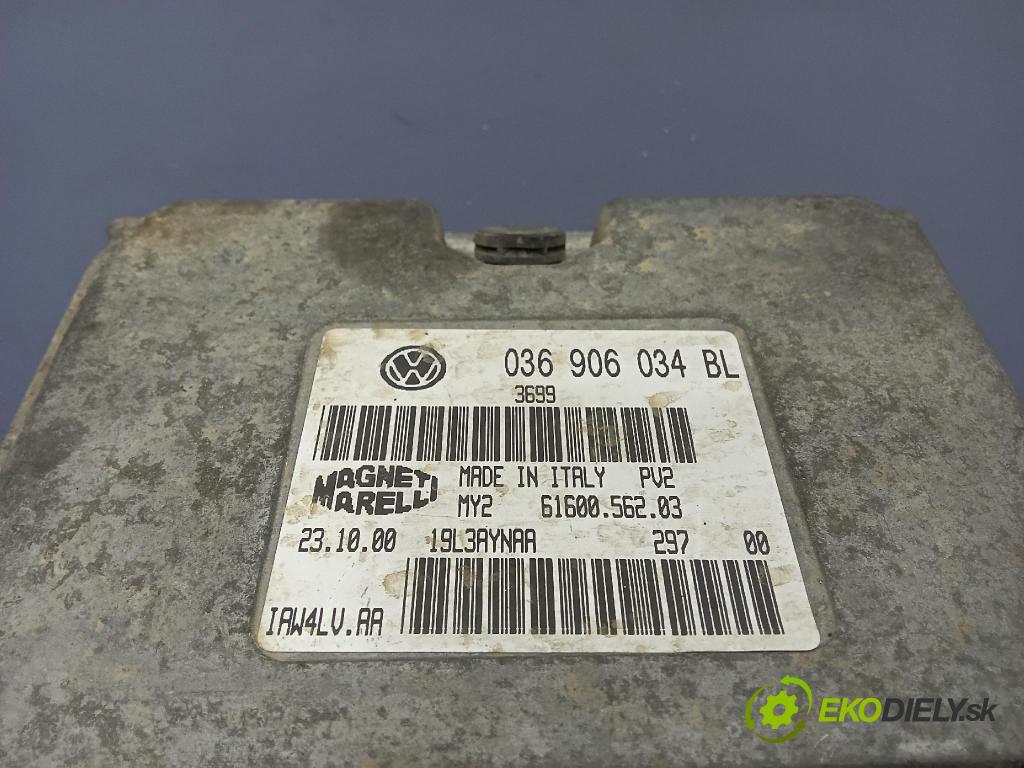 VW 036 906 034 BL
3699
MAGNETI MARELLI
MADE IN ITALY PV2
MY2 61600.562.03
23.10.00 19L3AYNAA 297 00
IAW4LV.AA
EKODIELY.sk